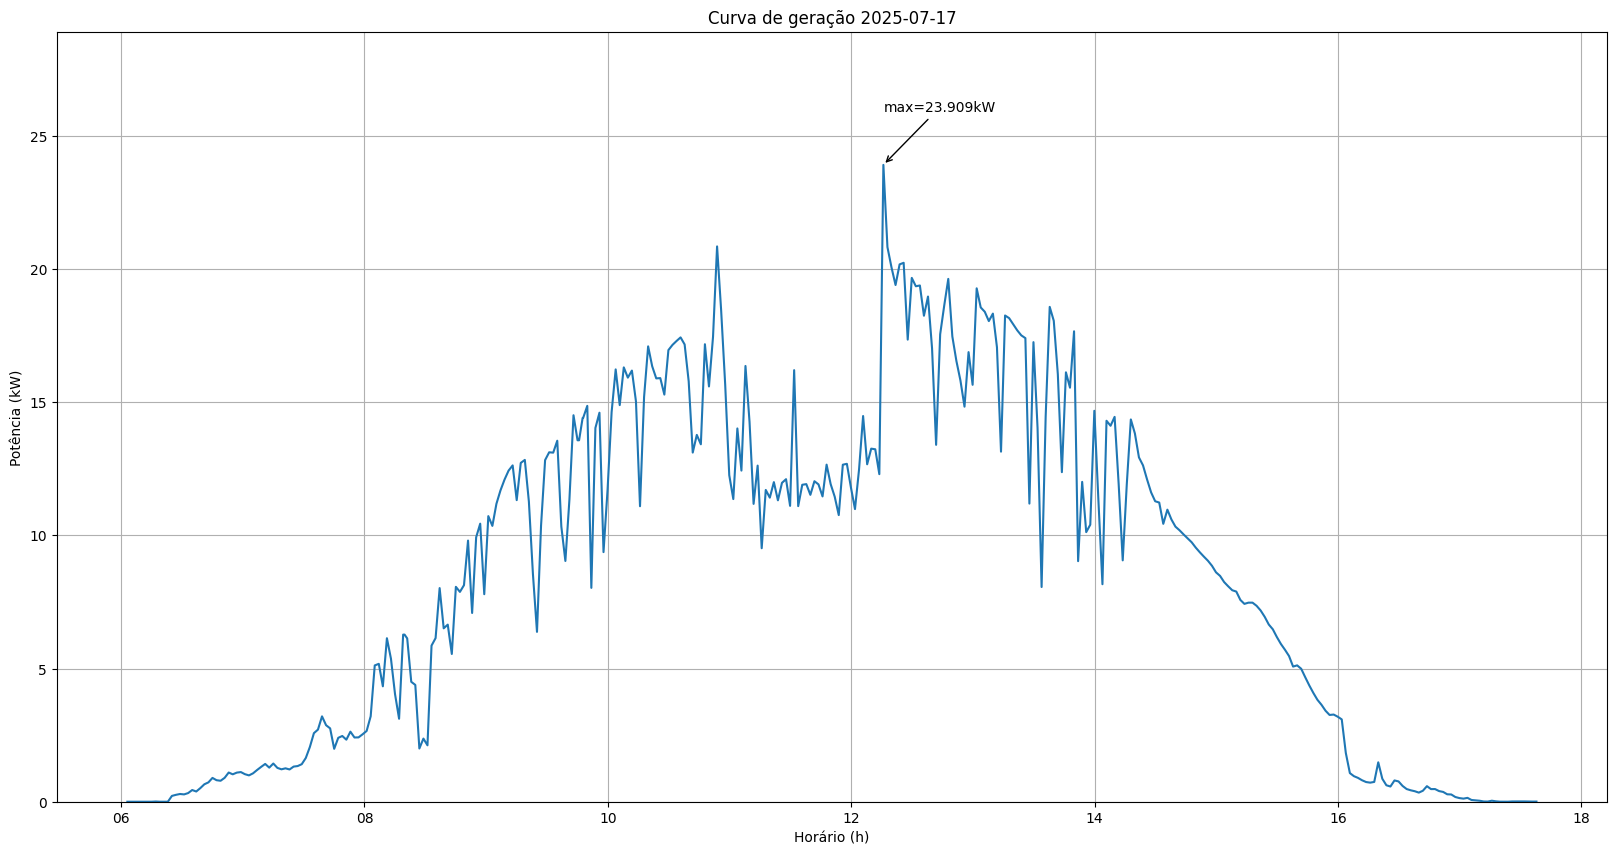 Curva de geração 2025-07-17
max=23.909kW
Potência (kW)
25
20
15
10
5
0
06 08 10 12 14 16 18
Horário (h)